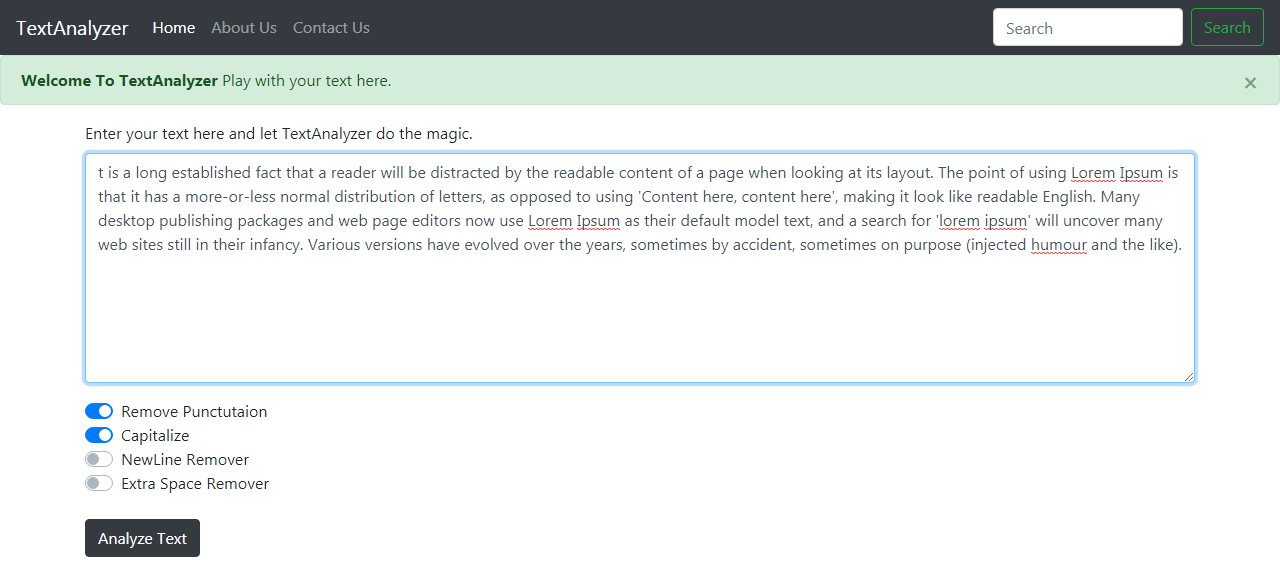 TextAnalyzer Home About Us Contact Us Search Search
Welcome To TextAnalyzer Play with your text here. ×
Enter your text here and let TextAnalyzer do the magic.
t is a long established fact that a reader will be distracted by the readable content of a page when looking at its layout. The point of using Lorem Ipsum is
that it has a more-or-less normal distribution of letters, as opposed to using 'Content here, content here', making it look like readable English. Many
desktop publishing packages and web page editors now use Lorem Ipsum as their default model text, and a search for 'lorem ipsum' will uncover many
web sites still in their infancy. Various versions have evolved over the years, sometimes by accident, sometimes on purpose (injected humour and the like).
Remove Punctutaion
Capitalize
NewLine Remover
Extra Space Remover
Analyze Text